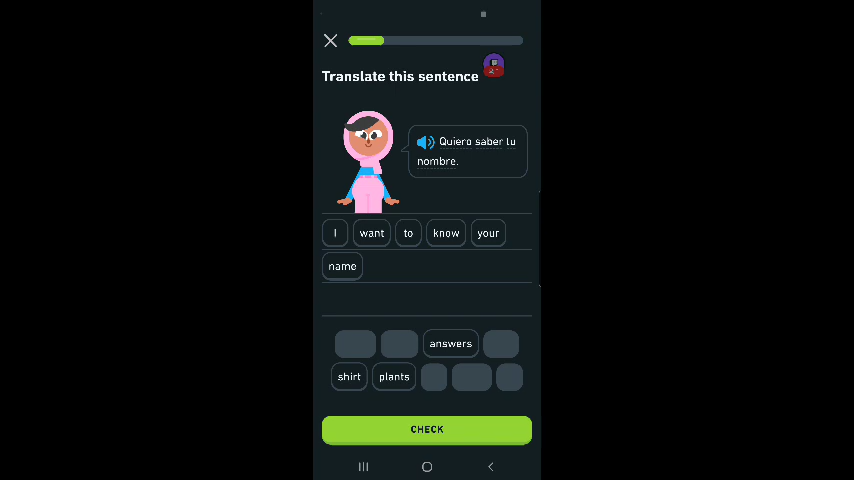 Translate this sentence
Quiero saber tu
nombre.
I want to know your
name
answers
shirt plants
CHECK